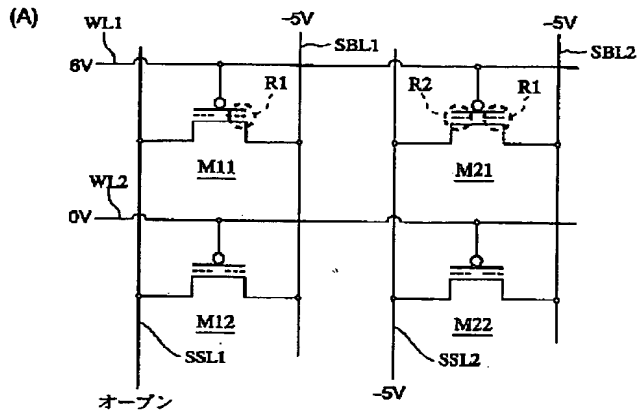 (A)
WL1
-5V
SBL1
-5V
SBL2
6V
R1
R2
R1
M11
M21
WL2
0V
M12
M22
SSL1
SSL2
オープン
-5V